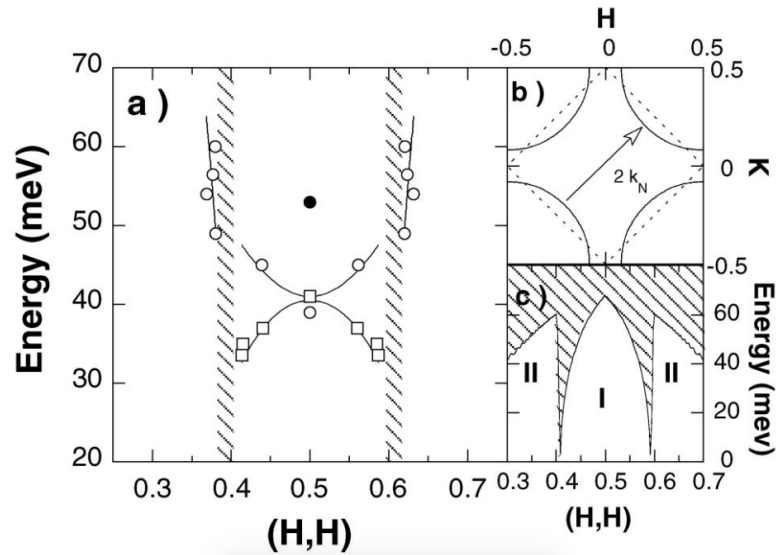 a )
Energy (meV)
70
60
50
40
30
20
0.3
0.4
0.5
0.6
0.7
(H,H)
H
-0.5
0
0.5
b )
2 kN
0.5
0
-0.5
K
c )
II
I
II
60
40
20
0
Energy (mev)
0.3 0.4 0.5 0.6 0.7
(H,H)